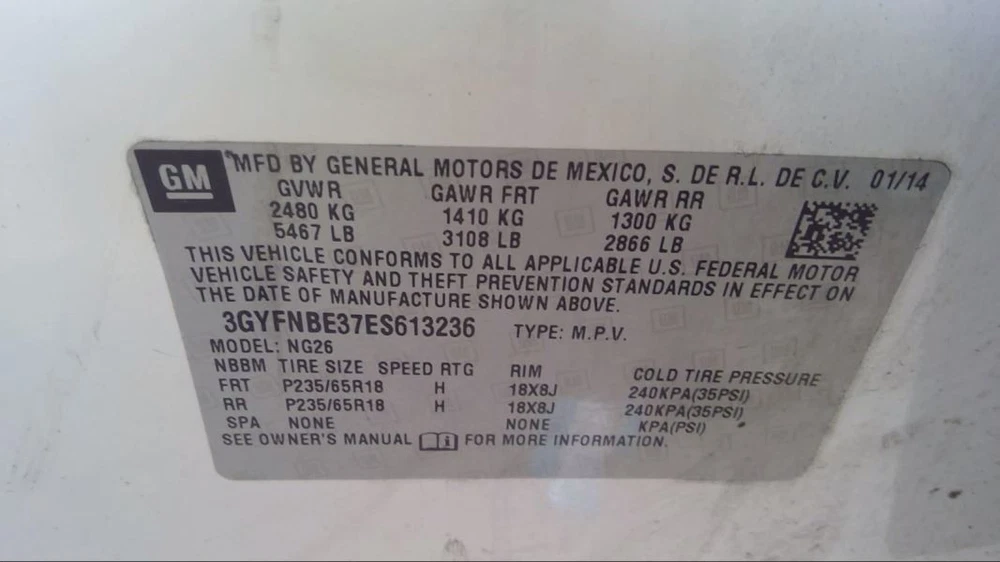 GM
MFD BY GENERAL MOTORS DE MEXICO, S. DE R.L. DE C.V. 01/14
GVWR GAWR FRT GAWR RR
2480 KG 1410 KG 1300 KG
5467 LB 3108 LB 2866 LB
THIS VEHICLE CONFORMS TO ALL APPLICABLE U.S. FEDERAL MOTOR
VEHICLE SAFETY AND THEFT PREVENTION STANDARDS IN EFFECT ON
THE DATE OF MANUFACTURE SHOWN ABOVE.
3GYFNBE37ES613236 TYPE: M.P.V.
MODEL: NG26
NBBM TIRE SIZE SPEED RTG RIM COLD TIRE PRESSURE
FRT P235/65R18 H 18X8J 240KPA(35PSI)
RR P235/65R18 H 18X8J 240KPA(35PSI)
SPA NONE NONE KPA(PSI)
SEE OWNER'S MANUAL FOR MORE INFORMATION.